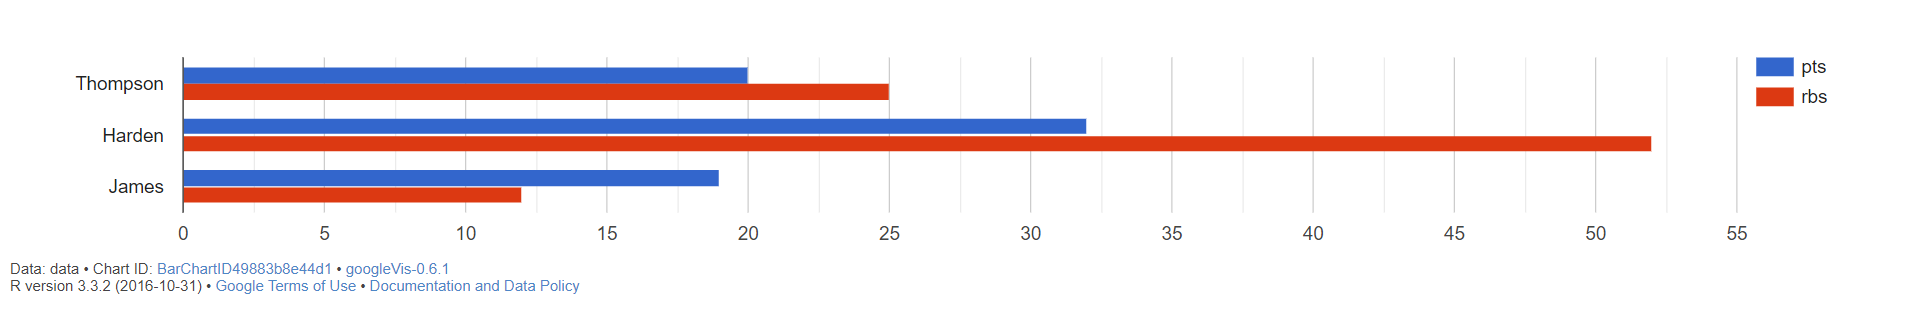 Thompson
Harden
James
0 5 10 15 20 25 30 35 40 45 50 55
pts
rbs
Data: data • Chart ID: BarChartID49883b8e44d1 • googleVis-0.6.1
R version 3.3.2 (2016-10-31) • Google Terms of Use • Documentation and Data Policy